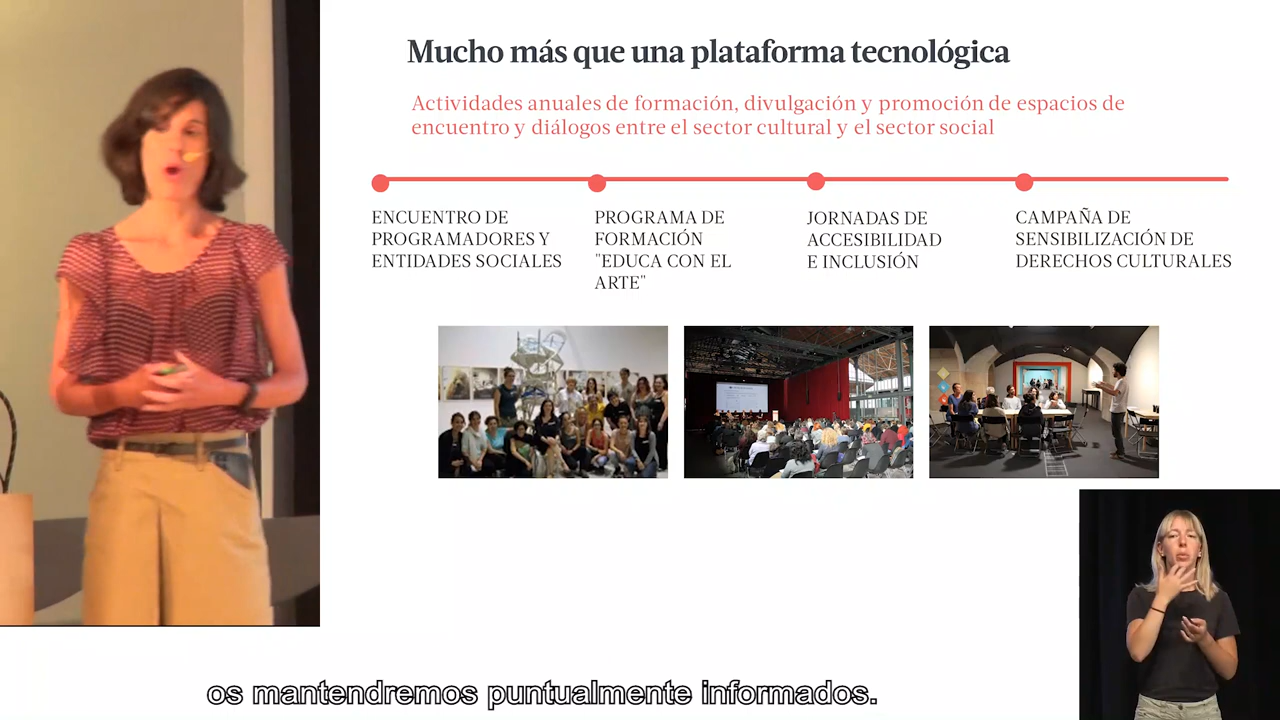 Mucho más que una plataforma tecnológica
Actividades anuales de formación, divulgación y promoción de espacios de
encuentro y diálogos entre el sector cultural y el sector social
ENCUENTRO DE
PROGRAMADORES Y
ENTIDADES SOCIALES
PROGRAMA DE
FORMACIÓN
"EDUCA CON EL
ARTE"
JORNADAS DE
ACCESIBILIDAD
E INCLUSIÓN
CAMPAÑA DE
SENSIBILIZACIÓN DE
DERECHOS CULTURALES
os mantendremos puntualmente informados.